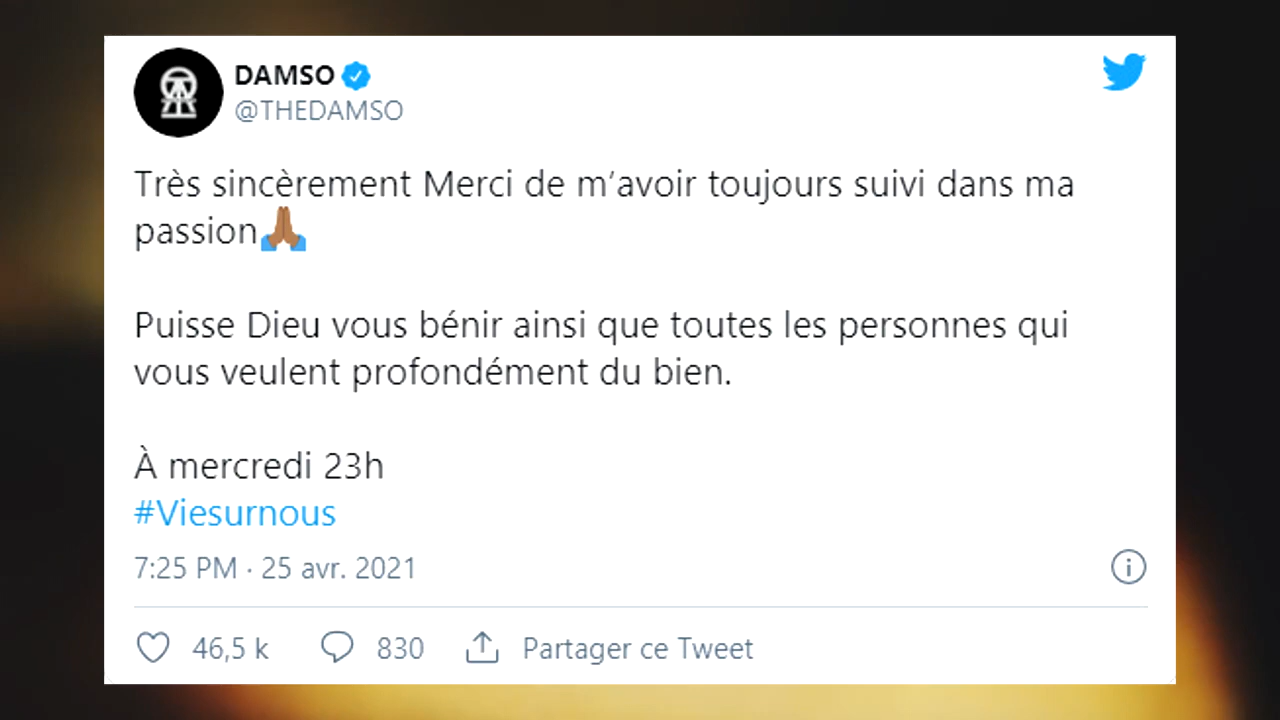 DAMSO
@THEDAMSO
Très sincèrement Merci de m’avoir toujours suivi dans ma
passion🙏🏾
Puisse Dieu vous bénir ainsi que toutes les personnes qui
vous veulent profondément du bien.
À mercredi 23h
#Viesurnous
7:25 PM · 25 avr. 2021
46,5 k 830 Partager ce Tweet